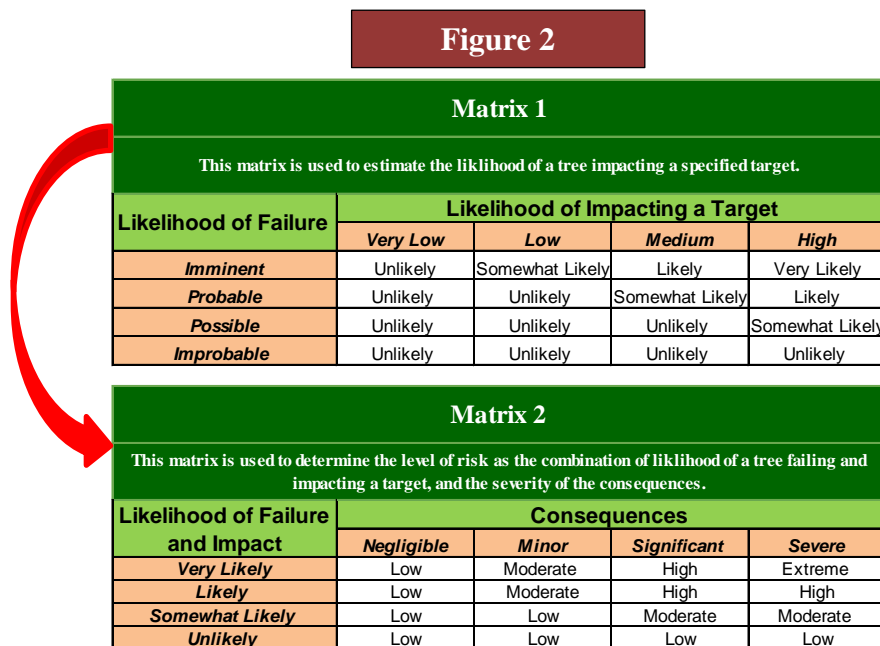 Figure 2
Matrix 1
This matrix is used to estimate the liklihood of a tree impacting a specified target.
Likelihood of Failure Likelihood of Impacting a Target
Very Low Low Medium High
Imminent Unlikely Somewhat Likely Likely Very Likely
Probable Unlikely Unlikely Somewhat Likely Likely
Possible Unlikely Unlikely Unlikely Somewhat Likely
Improbable Unlikely Unlikely Unlikely Unlikely
Matrix 2
This matrix is used to determine the level of risk as the combination of liklihood of a tree failing and
impacting a target, and the severity of the consequences.
Likelihood of Failure Consequences
and Impact Negligible Minor Significant Severe
Very Likely Low Moderate High Extreme
Likely Low Moderate High High
Somewhat Likely Low Low Moderate Moderate
Unlikely Low Low Low Low